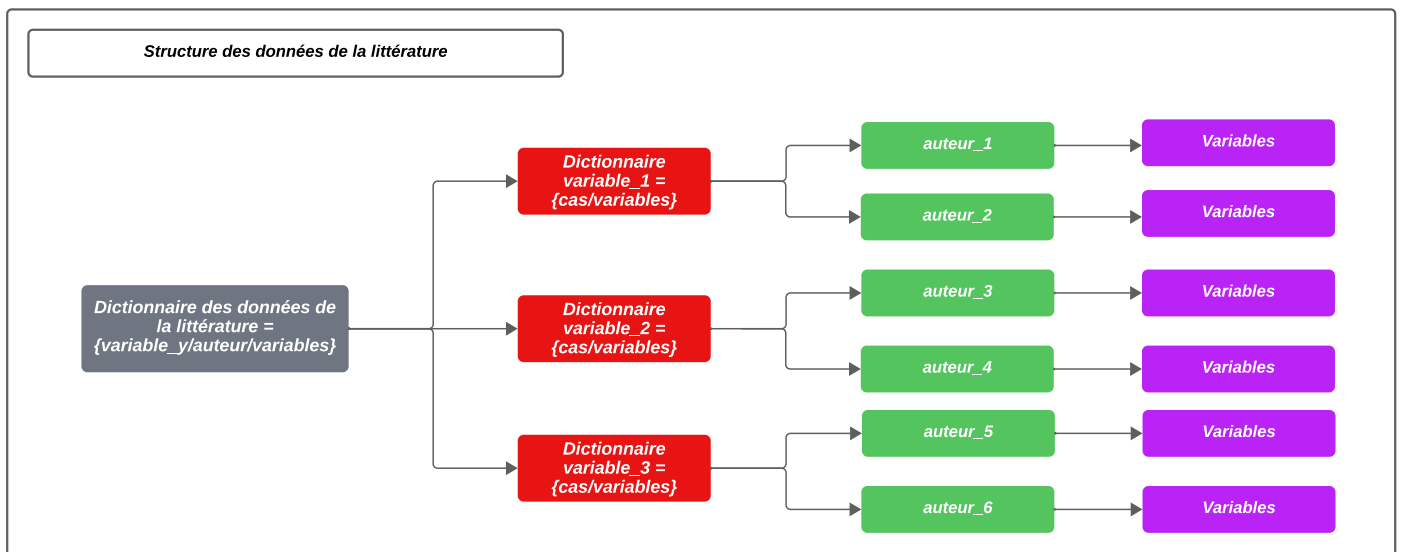 Structure des données de la littérature
Dictionnaire des données de
la littérature =
{variable_y/auteur/variables}
Dictionnaire
variable_1 =
{cas/variables}
auteur_1
Variables
auteur_2
Variables
Dictionnaire
variable_2 =
{cas/variables}
auteur_3
Variables
auteur_4
Variables
Dictionnaire
variable_3 =
{cas/variables}
auteur_5
Variables
auteur_6
Variables